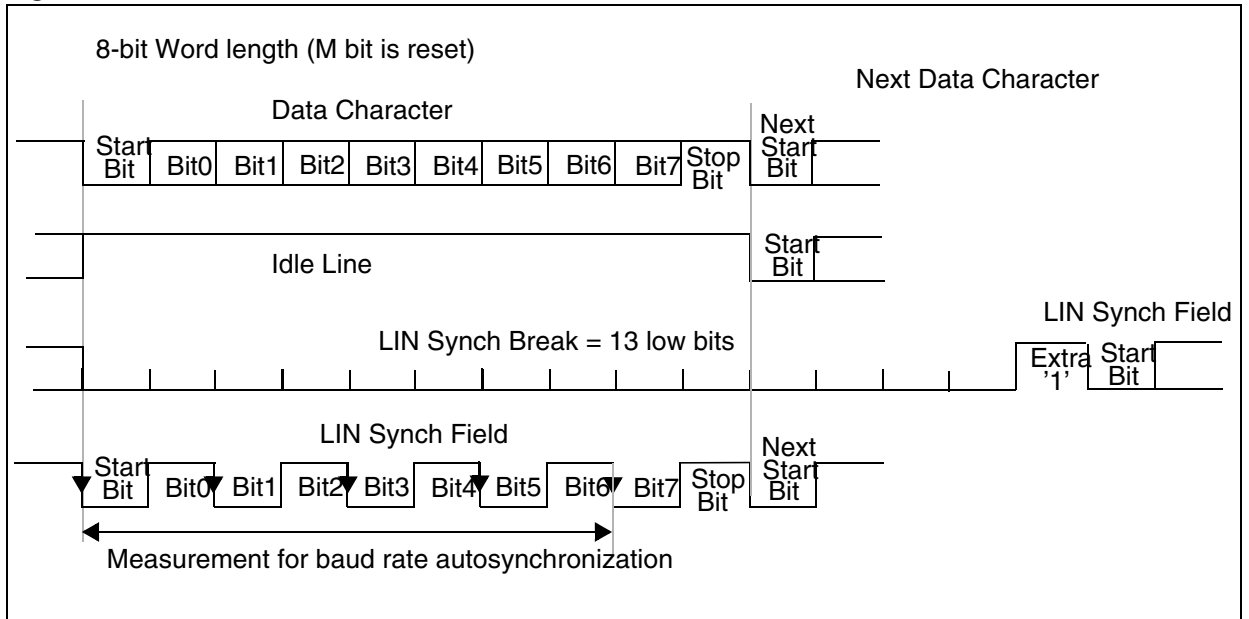 8-bit Word length (M bit is reset)
Next Data Character
Data Character
Start Bit
Bit0
Bit1
Bit2
Bit3
Bit4
Bit5
Bit6
Bit7
Stop Bit
Next Start Bit
Idle Line
Start Bit
LIN Synch Field
LIN Synch Break = 13 low bits
Extra '1'
Start Bit
LIN Synch Field
Start Bit
Bit0
Bit1
Bit2
Bit3
Bit4
Bit5
Bit6
Bit7
Stop Bit
Next Start Bit
Measurement for baud rate autosynchronization